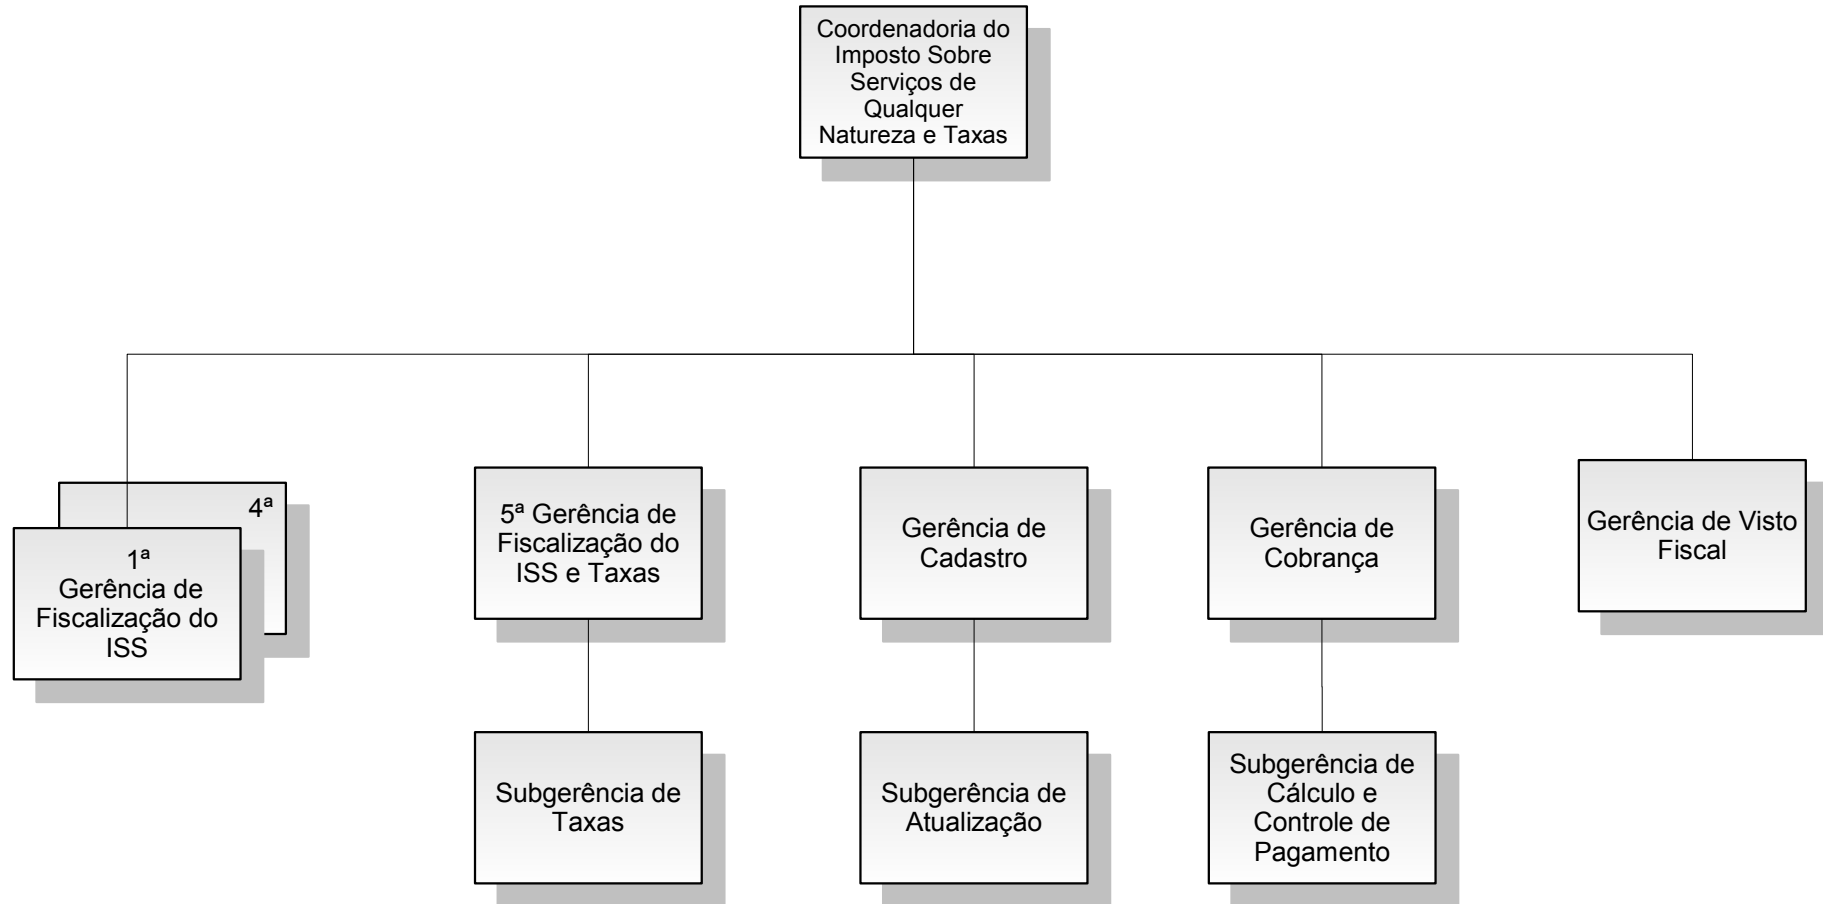 Coordenadoria do
Imposto Sobre
Serviços de
Qualquer
Natureza e Taxas
4ª
1ª
Gerência de
Fiscalização do
ISS
5ª Gerência de
Fiscalização do
ISS e Taxas
Gerência de
Cadastro
Gerência de
Cobrança
Gerência de Visto
Fiscal
Subgerência de
Taxas
Subgerência de
Atualização
Subgerência de
Cálculo e
Controle de
Pagamento